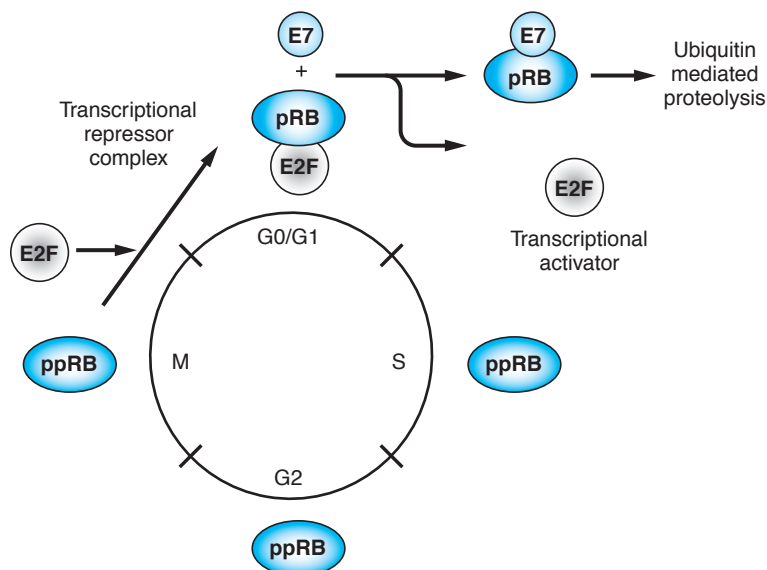 E7
+
pRB
E2F
E7
pRB
Ubiquitin
mediated
proteolysis
Transcriptional
repressor
complex
E2F
E2F
Transcriptional
activator
G0/G1
ppRB
M
S
ppRB
G2
ppRB